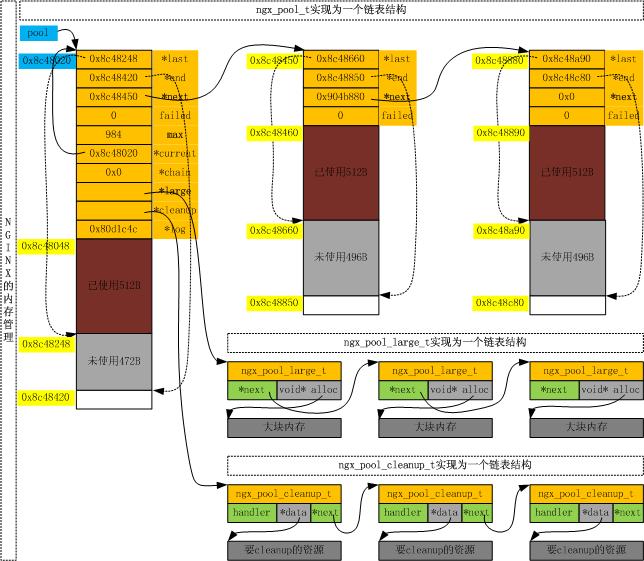 ngx_pool_t实现为一个链表结构
NGINX的内存管理
pool
0x8c48020
0x8c48248 *last
0x8c48420 *end
0x8c48450 *next
0 failed
984 max
0x8c48020 *current
0x0 *chain
*large
*cleanup
0x80d1c4c *log
0x8c48048
已使用512B
0x8c48248
未使用472B
0x8c48420
0x8c48450
0x8c48660 *last
0x8c48850 *end
0x904b880 *next
0 failed
0x8c48460
已使用512B
0x8c48660
未使用496B
0x8c48850
0x8c48880
0x8c48a90 *last
0x8c48c80 *end
0x0 *next
0 failed
0x8c48890
已使用512B
0x8c48a90
未使用496B
0x8c48c80
ngx_pool_large_t实现为一个链表结构
ngx_pool_large_t ngx_pool_large_t ngx_pool_large_t
*next void* alloc *next void* alloc *next void* alloc
大块内存 大块内存 大块内存
ngx_pool_cleanup_t实现为一个链表结构
ngx_pool_cleanup_t ngx_pool_cleanup_t ngx_pool_cleanup_t
handler *data *next handler *data *next handler *data *next
要cleanup的资源 要cleanup的资源 要cleanup的资源